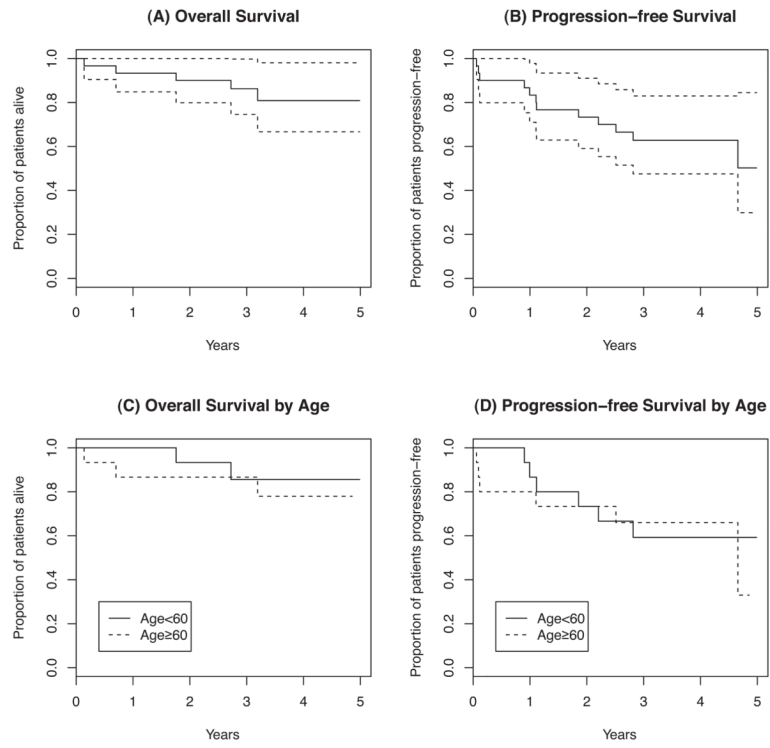 (A) Overall Survival
Proportion of patients alive
1.0
0.8
0.6
0.4
0.2
0.0
0 1 2 3 4 5
Years
(B) Progression−free Survival
Proportion of patients progression−free
1.0
0.8
0.6
0.4
0.2
0.0
0 1 2 3 4 5
Years
(C) Overall Survival by Age
Proportion of patients alive
1.0
0.8
0.6
0.4
0.2
0.0
Age<60
Age≥60
0 1 2 3 4 5
Years
(D) Progression−free Survival by Age
Proportion of patients progression−free
1.0
0.8
0.6
0.4
0.2
0.0
Age<60
Age≥60
0 1 2 3 4 5
Years